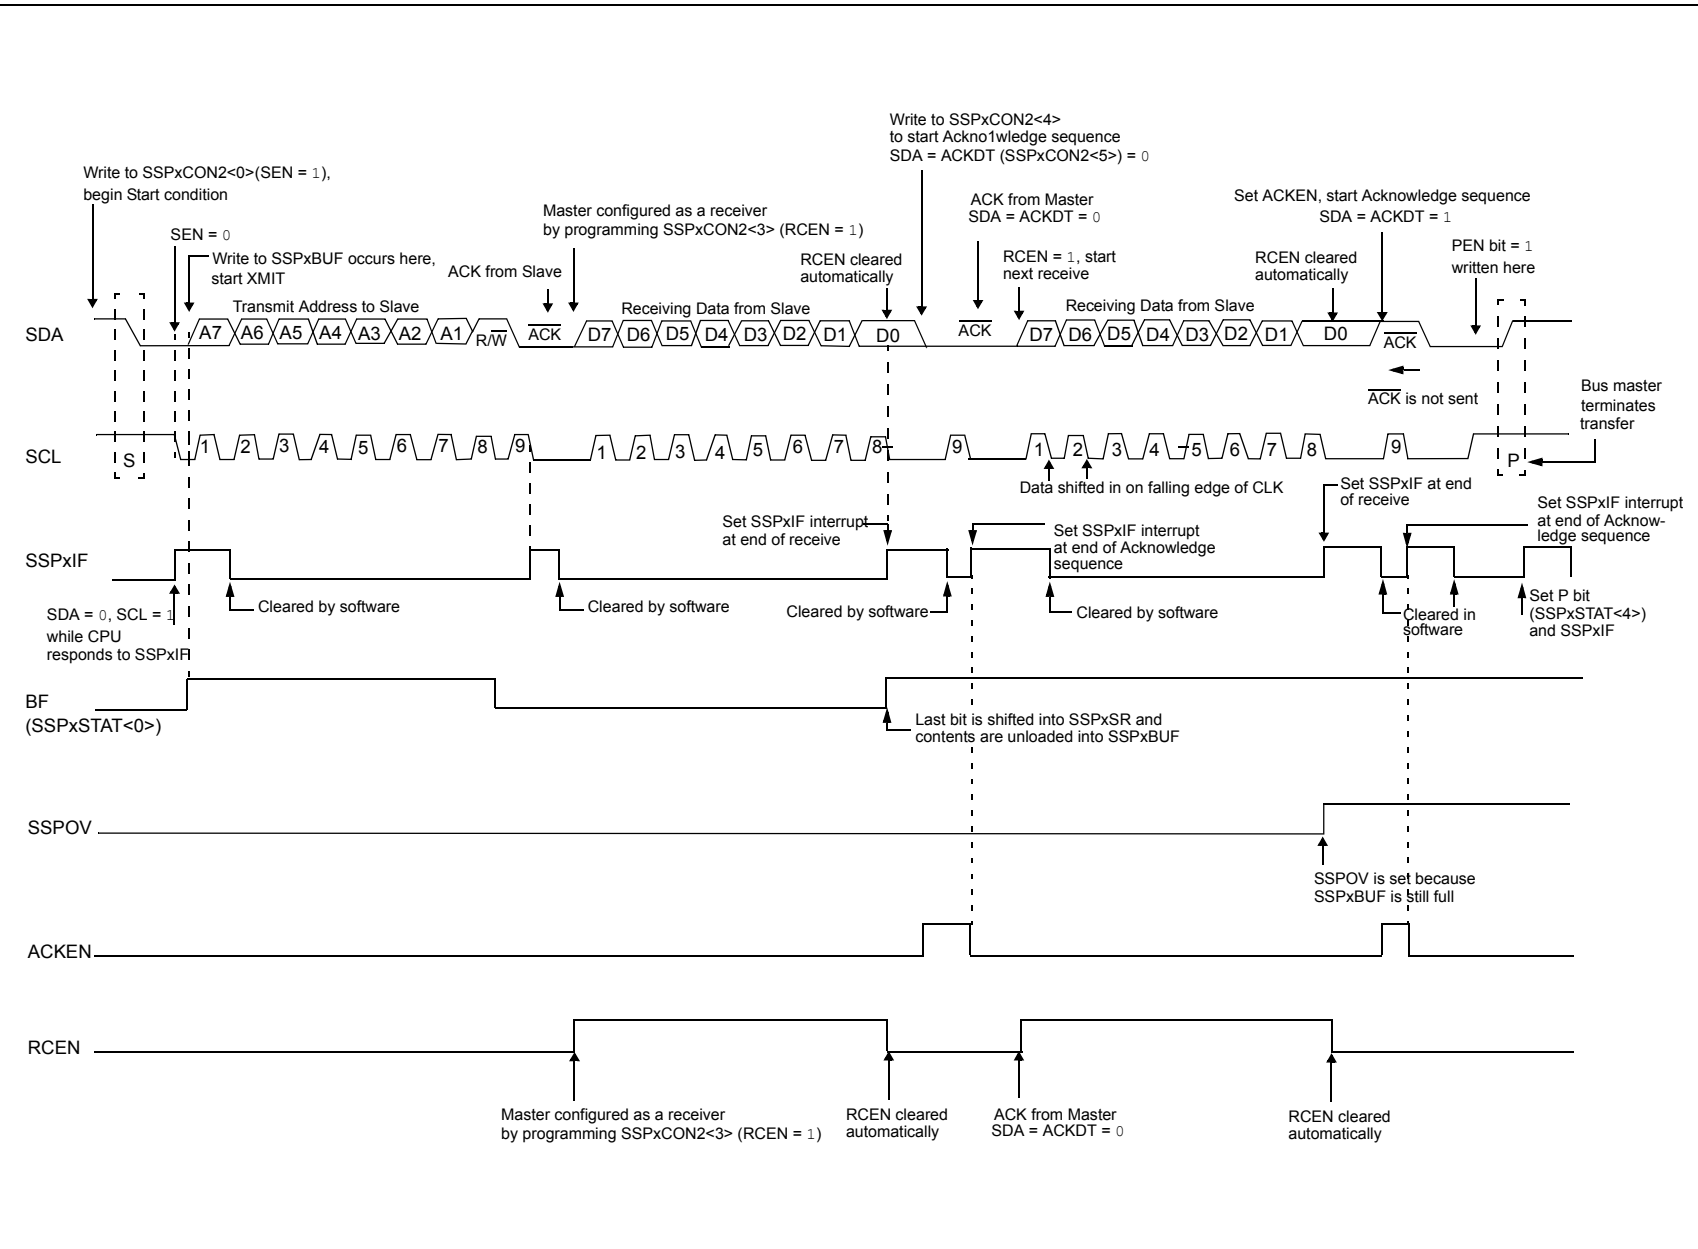 Write to SSPxCON2<4>
to start Ackno1wledge sequence
SDA = ACKDT (SSPxCON2<5>) = 0
Write to SSPxCON2<0>(SEN = 1),
begin Start condition
SEN = 0
Write to SSPxBUF occurs here,
start XMIT
ACK from Slave
Master configured as a receiver
by programming SSPxCON2<3> (RCEN = 1)
RCEN cleared
automatically
ACK from Master
SDA = ACKDT = 0
RCEN = 1, start
next receive
Set ACKEN, start Acknowledge sequence
SDA = ACKDT = 1
RCEN cleared
automatically
PEN bit = 1
written here
Transmit Address to Slave
Receiving Data from Slave
Receiving Data from Slave
SDA
A7 A6 A5 A4 A3 A2 A1 R/W ACK D7 D6 D5 D4 D3 D2 D1 D0 ACK D7 D6 D5 D4 D3 D2 D1 D0 ACK
ACK is not sent
Bus master
terminates
transfer
SCL
S 1 2 3 4 5 6 7 8 9 1 2 3 4 5 6 7 8 9 1 2 3 4 5 6 7 8 9 P
Data shifted in on falling edge of CLK
Set SSPxIF interrupt
at end of receive
Set SSPxIF interrupt
at end of Acknowledge
sequence
Set SSPxIF at end
of receive
Set SSPxIF interrupt
at end of Acknow-
ledge sequence
SSPxIF
SDA = 0, SCL = 1
while CPU
responds to SSPxIF
Cleared by software
Cleared by software
Cleared by software
Cleared by software
Cleared in
software
Set P bit
(SSPxSTAT<4>)
and SSPxIF
BF
(SSPxSTAT<0>)
Last bit is shifted into SSPxSR and
contents are unloaded into SSPxBUF
SSPOV
SSPOV is set because
SSPxBUF is still full
ACKEN
RCEN
Master configured as a receiver
by programming SSPxCON2<3> (RCEN = 1)
RCEN cleared
automatically
ACK from Master
SDA = ACKDT = 0
RCEN cleared
automatically